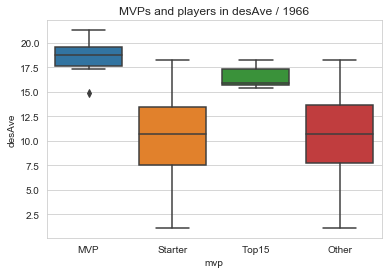 MVPs and players in desAve / 1966
desAve
20.0
17.5
15.0
12.5
10.0
7.5
5.0
2.5
MVP Starter Top15 Other
mvp